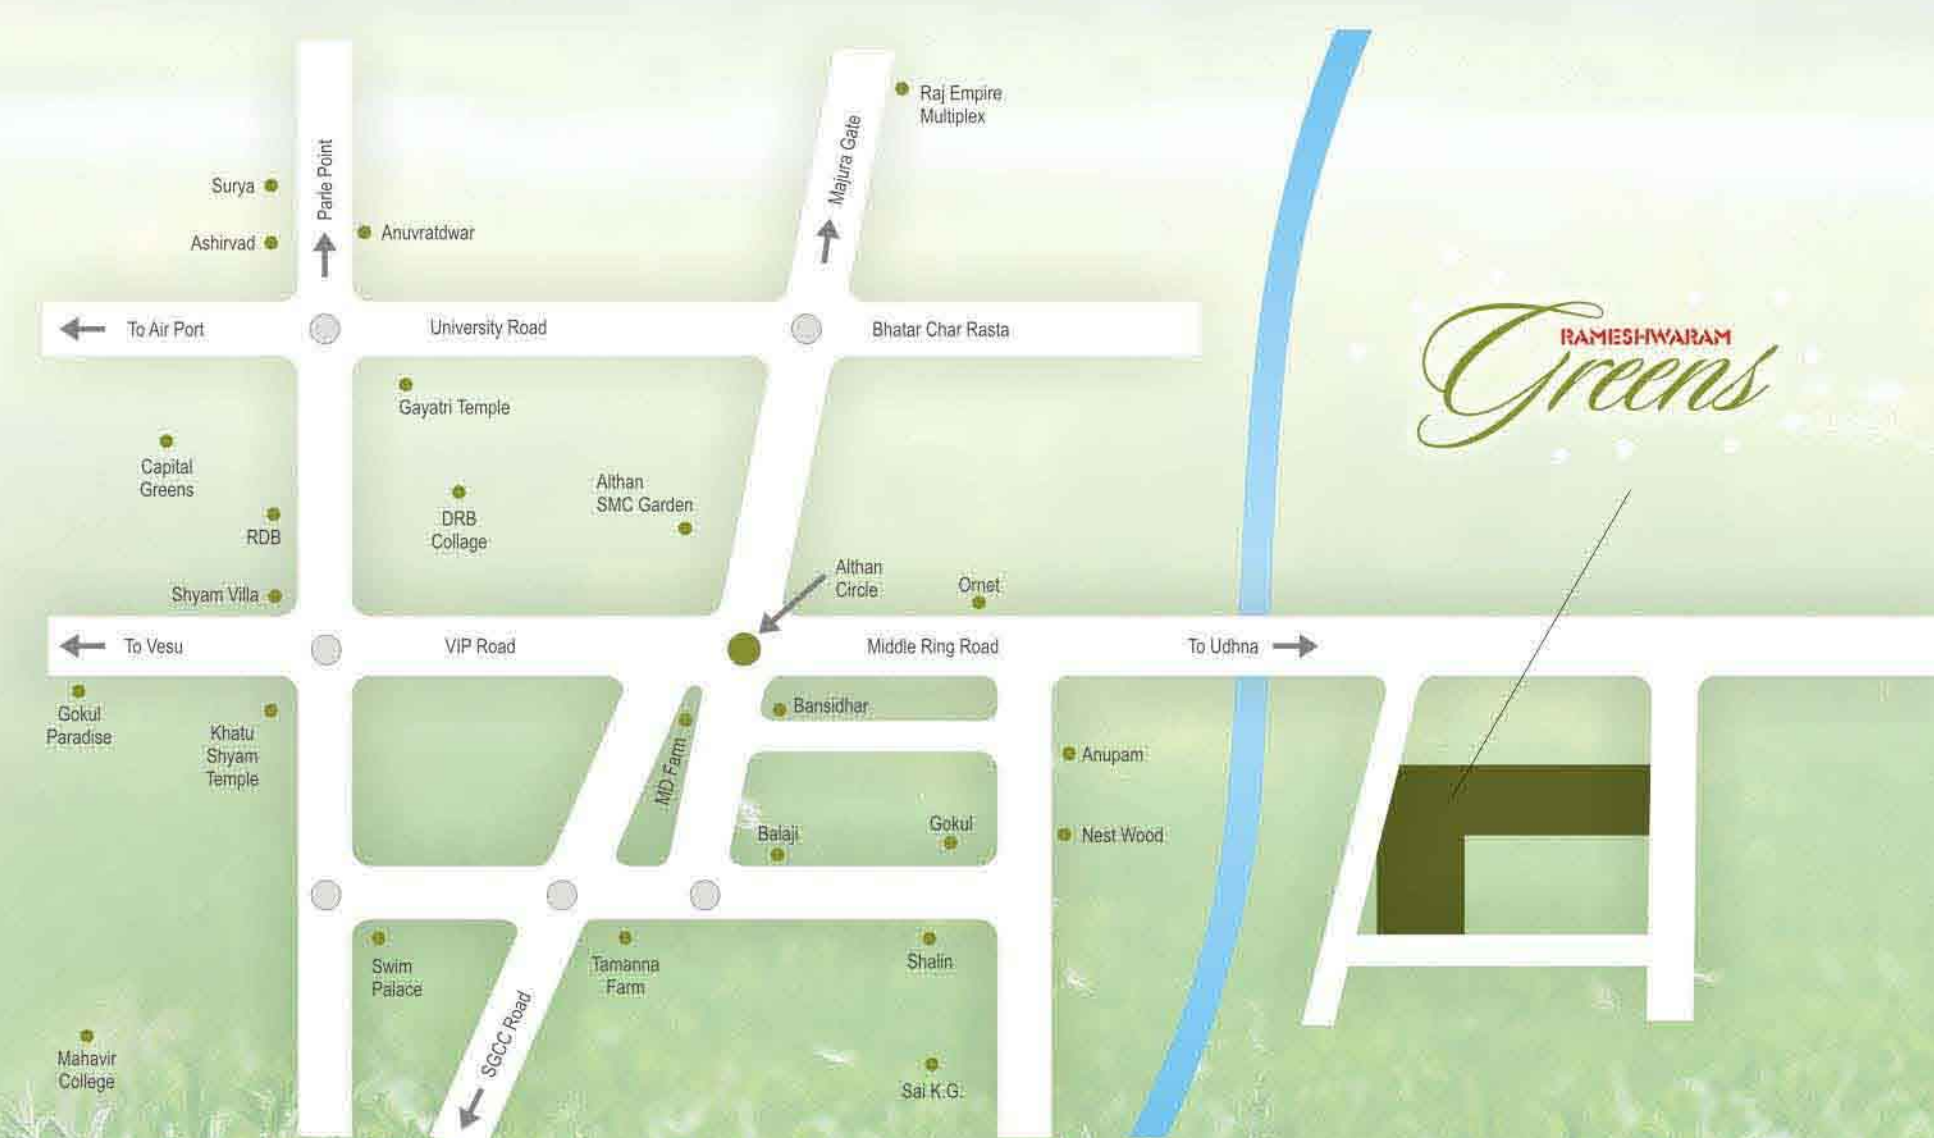 Raj Empire
Multiplex
Parle Point
Majura Gate
Surya
Ashirvad
Anuvratdwar
To Air Port
University Road
Bhatar Char Rasta
RAMESHWARAM
Greens
Gayatri Temple
Capital
Greens
RDB
DRB
Collage
Althan
SMC Garden
Shyam Villa
Althan
Circle
Ornet
To Vesu
VIP Road
Middle Ring Road
To Udhna
Gokul
Paradise
Khatu
Shyam
Temple
MD Farm
Bansidhar
Anupam
Balaji
Gokul
Nest Wood
Swim
Palace
Tamanna
Farm
Shalin
SGCC Road
Mahavir
College
Sai K.G.